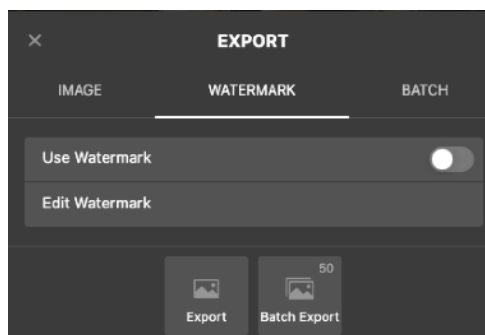 EXPORT
IMAGE WATERMARK BATCH
Use Watermark
Edit Watermark
50
Export Batch Export